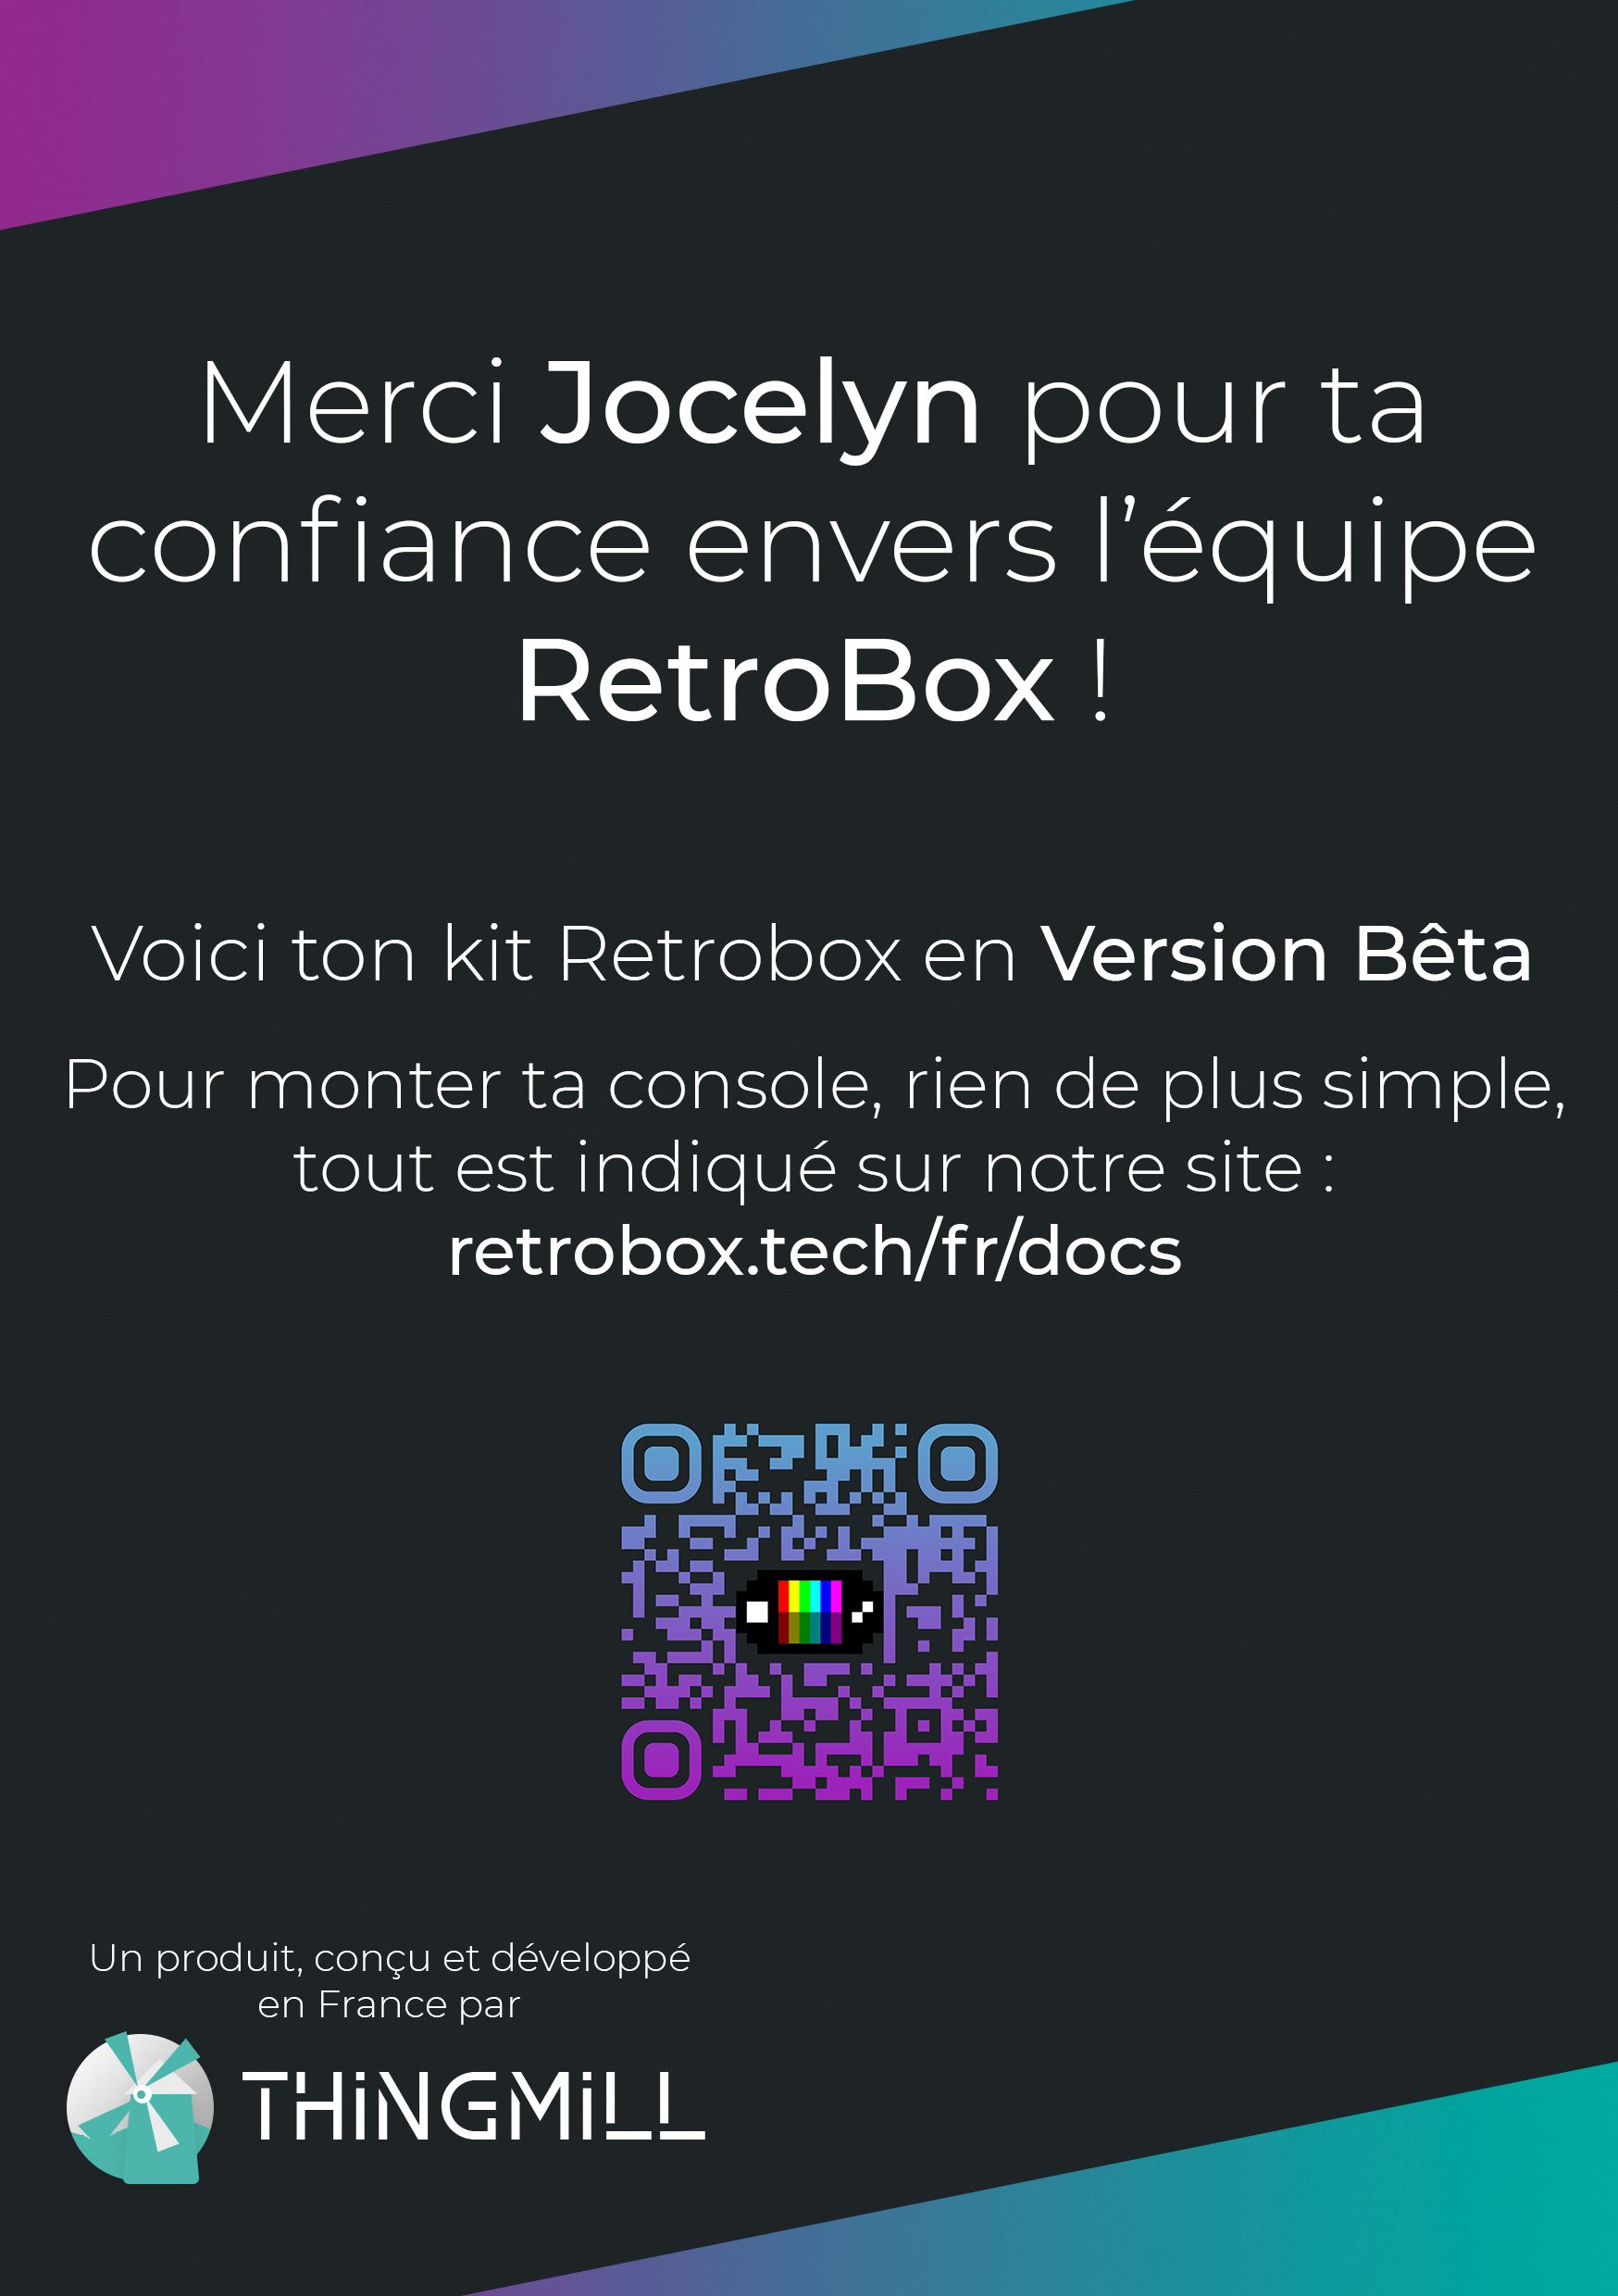 Merci Jocelyn pour ta
confiance envers l’équipe
RetroBox !
Voici ton kit Retrobox en Version Bêta
Pour monter ta console, rien de plus simple,
tout est indiqué sur notre site :
retrobox.tech/fr/docs
Un produit, conçu et développé
en France par
THiNGMiLL